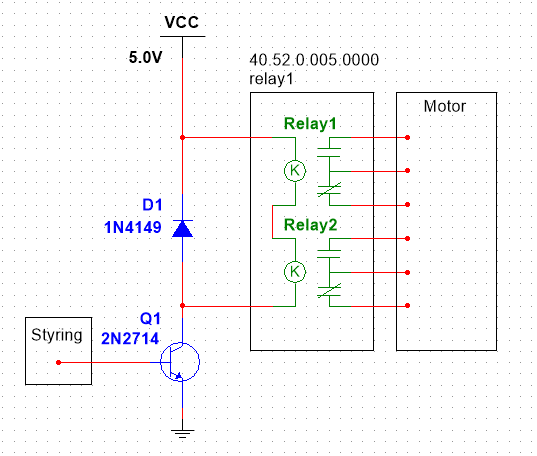 VCC
5.0V
40.52.0.005.0000
relay1
Relay1
Motor
K
D1
1N4149
Relay2
K
Q1
2N2714
Styring